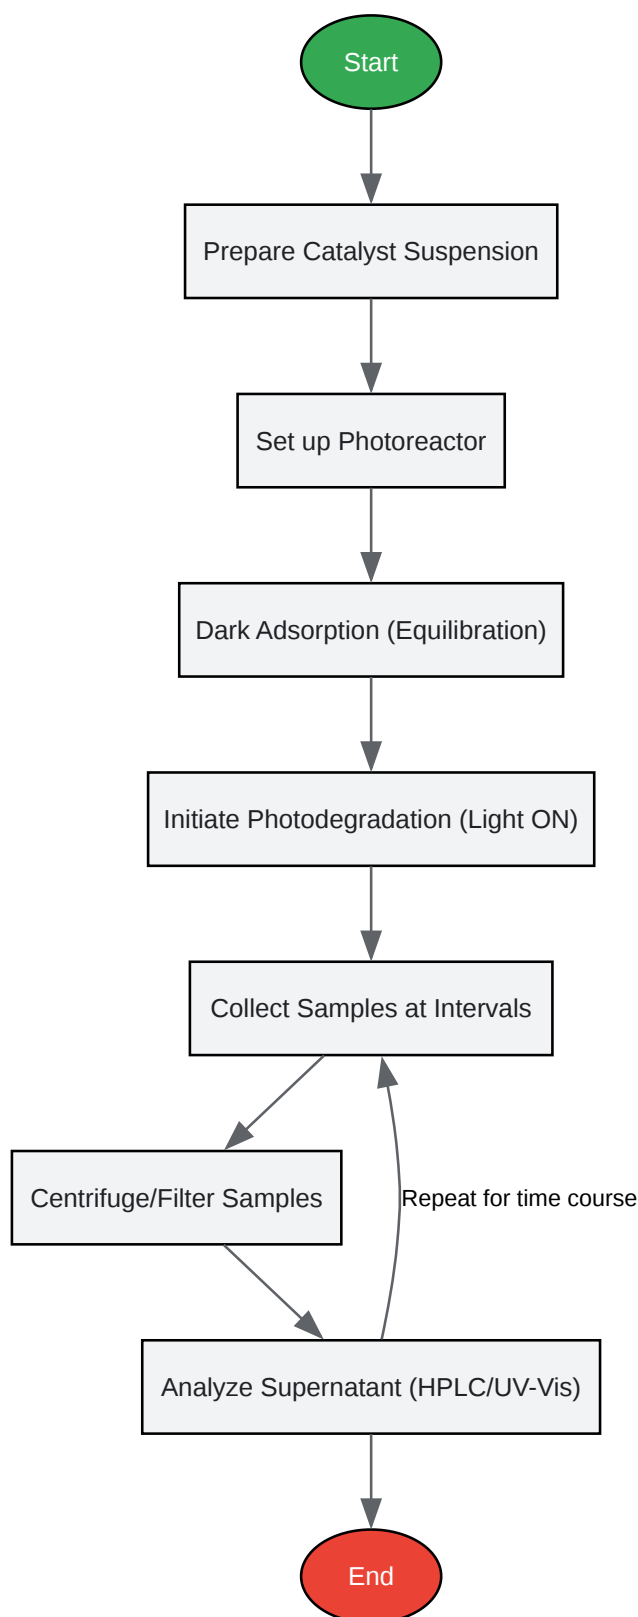 Start
Prepare Catalyst Suspension
Set up Photoreactor
Dark Adsorption (Equilibration)
Initiate Photodegradation (Light ON)
Collect Samples at Intervals
Centrifuge/Filter Samples
Repeat for time course
Analyze Supernatant (HPLC/UV-Vis)
End